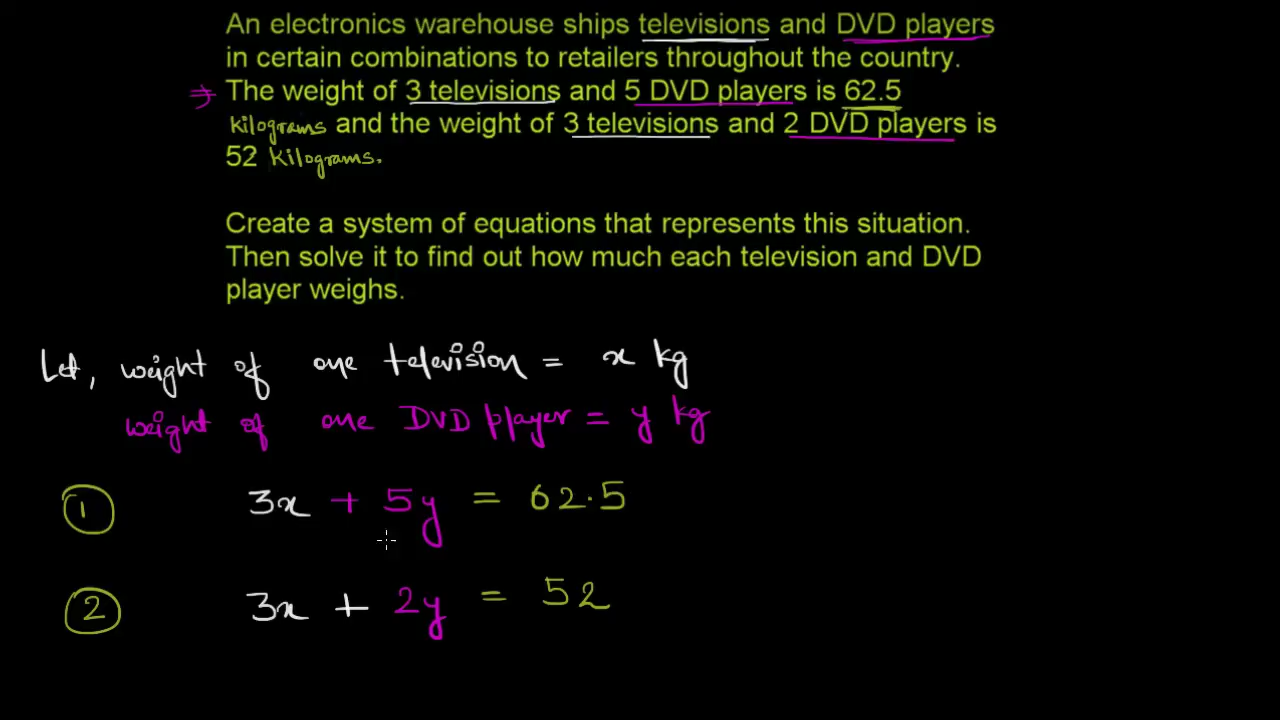 An electronics warehouse ships televisions and DVD players
in certain combinations to retailers throughout the country.
⇒ The weight of 3 televisions and 5 DVD players is 62.5
kilograms and the weight of 3 televisions and 2 DVD players is
52 kilograms.
Create a system of equations that represents this situation.
Then solve it to find out how much each television and DVD
player weighs.
Let, weight of one television = x kg
weight of one DVD player = y kg
1 3x + 5y = 62.5
2 3x + 2y = 52